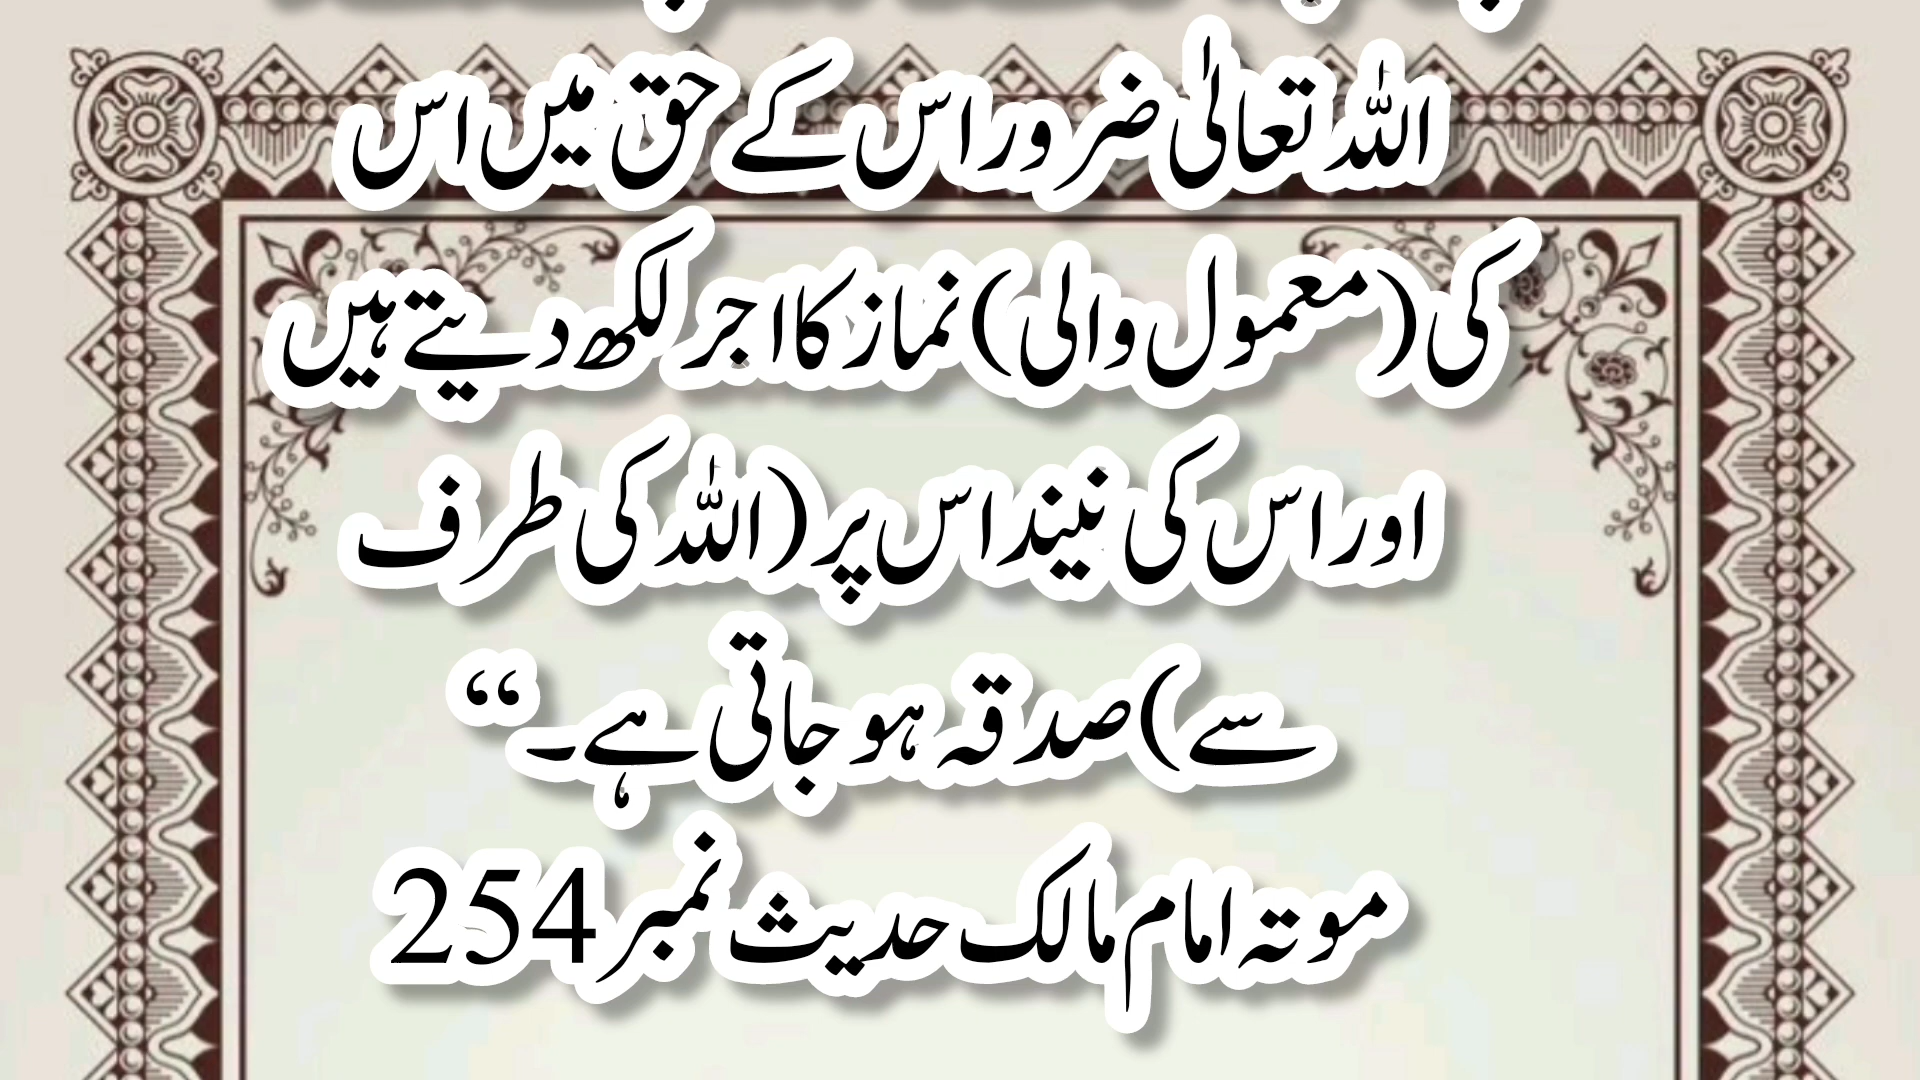 اللہ تعالٰی ضرور اس کے حق میں اس
کی (معمول والی) نماز کا اجر لکھ دیتے ہیں
اور اس کی نیند اس پر (اللہ کی طرف
سے) صدقہ ہو جاتی ہے۔“
موتہ امام مالک حدیث نمبر 254